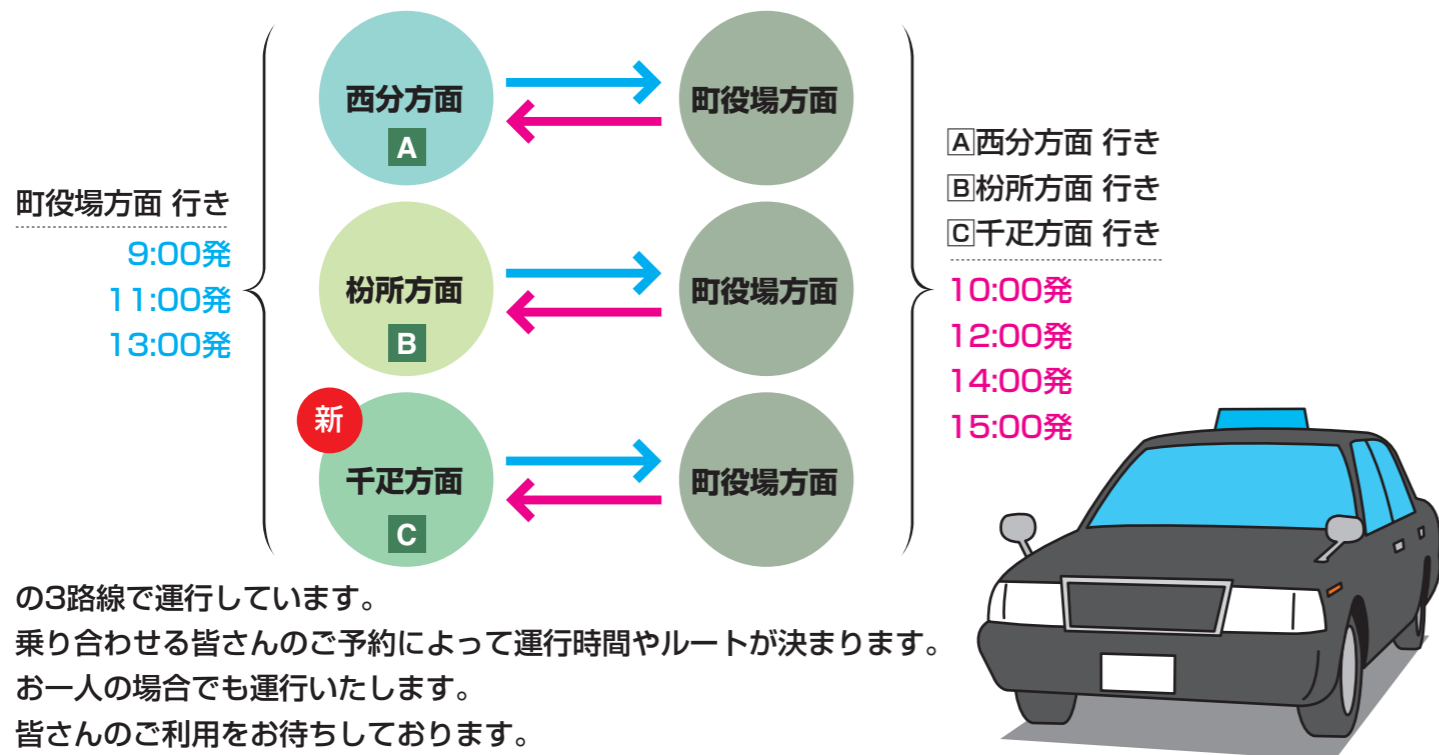 町役場方面 行き
9:00発
11:00発
13:00発
西分方面
A
町役場方面
枌所方面
B
町役場方面
新
千疋方面
C
町役場方面
A西分方面 行き
B枌所方面 行き
C千疋方面 行き
10:00発
12:00発
14:00発
15:00発
の3路線で運行しています。
乗り合わせる皆さんのご予約によって運行時間やルートが決まります。
お一人の場合でも運行いたします。
皆さんのご利用をお待ちしております。